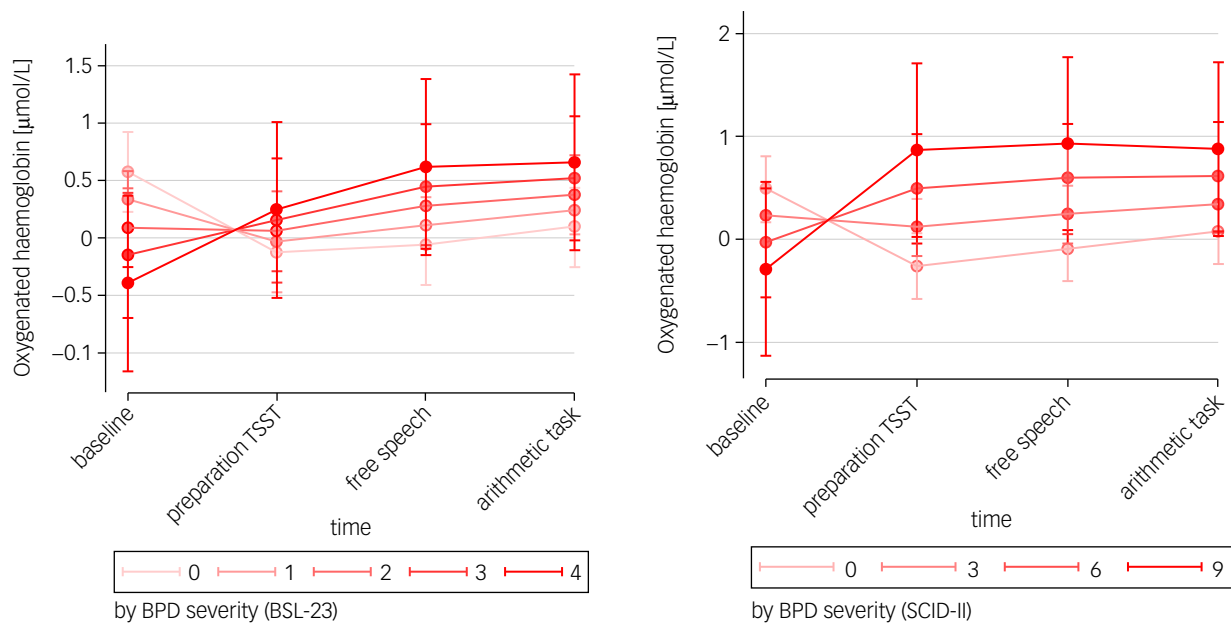 Oxygenated haemoglobin [μmol/L]
1.5
1
0.5
0
–0.5
–0.1
baseline
preparation TSST
free speech
arithmetic task
time
0 1 2 3 4
by BPD severity (BSL-23)
Oxygenated haemoglobin [μmol/L]
2
1
0
–1
baseline
preparation TSST
free speech
arithmetic task
time
0 3 6 9
by BPD severity (SCID-II)